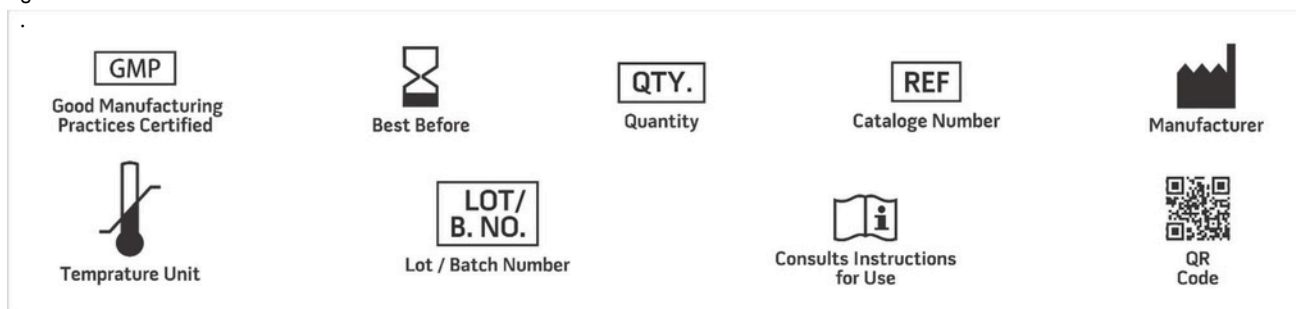 GMP
Good Manufacturing
Practices Certified
Best Before
QTY.
Quantity
REF
Cataloge Number
Manufacturer
Temprature Unit
LOT/
B. NO.
Lot / Batch Number
i
Consults Instructions
for Use
QR
Code